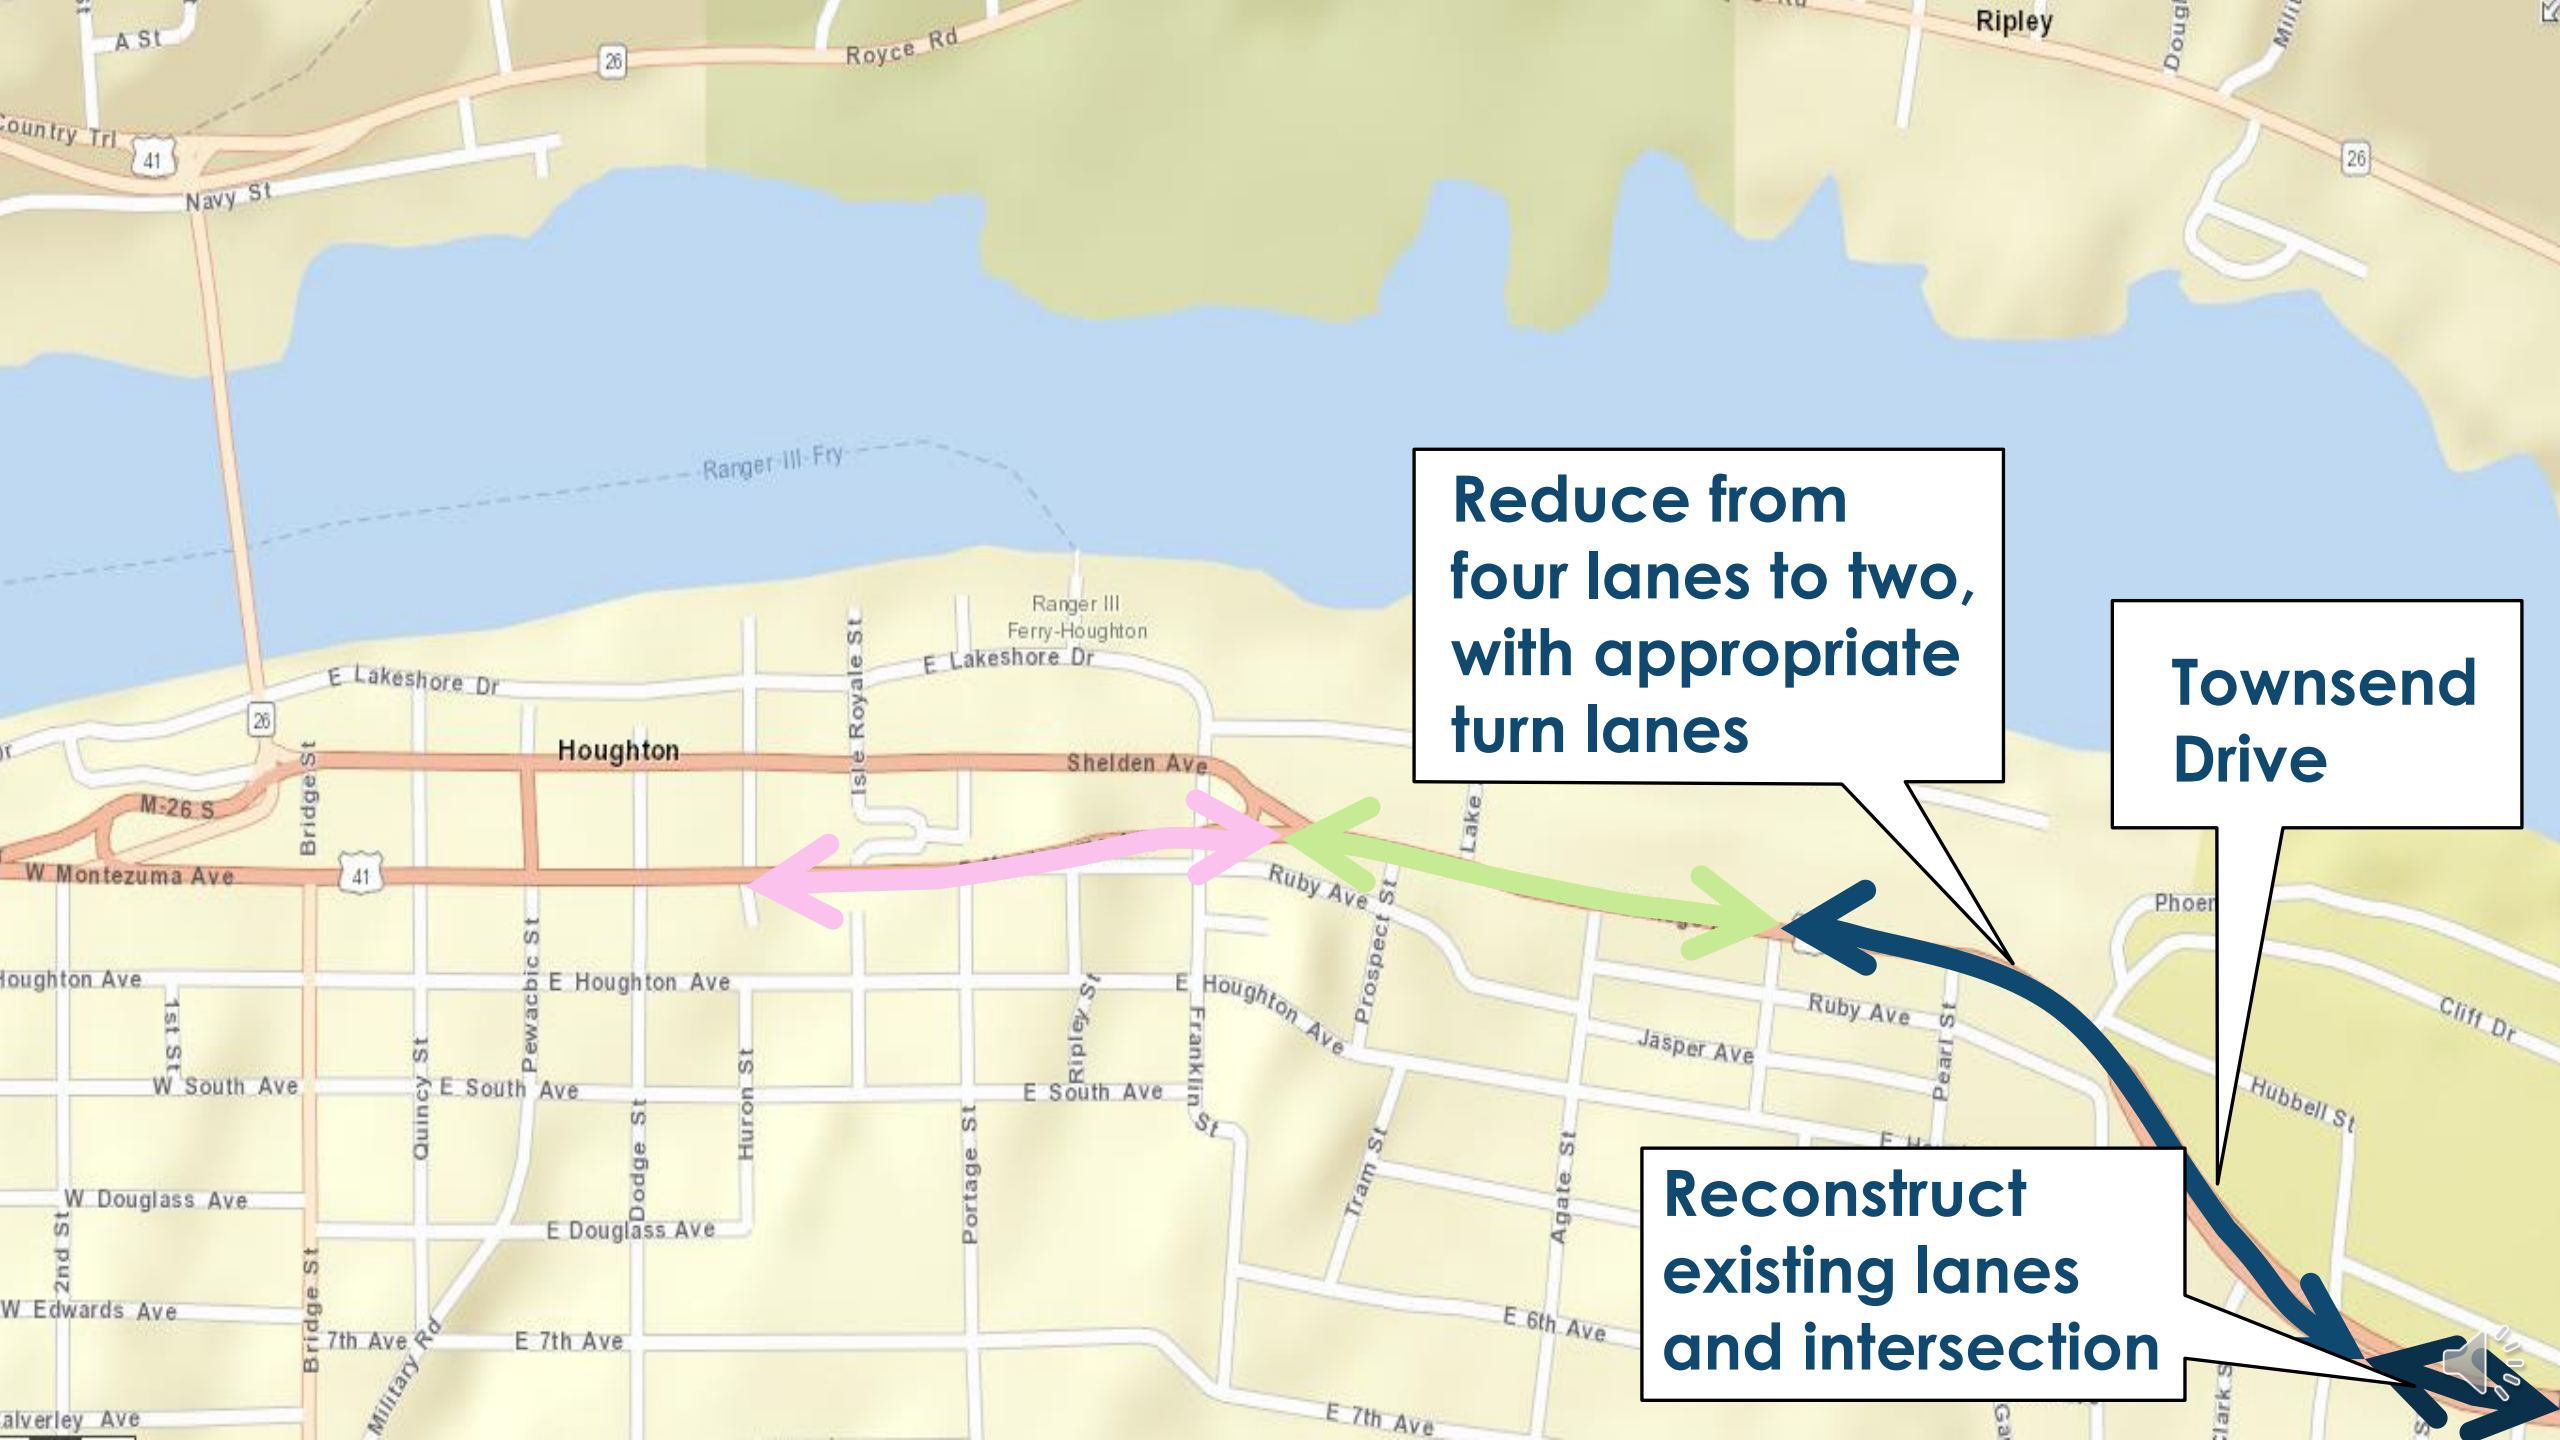 A St
26
Royce Rd
Ripley
Country Trl
41
Navy St
26
Ranger III Fry
Reduce from
four lanes to two,
with appropriate
turn lanes
Townsend
Drive
Ranger III
Ferry-Houghton
E Lakeshore Dr
E Lakeshore Dr
Isle Royale St
26
Houghton
Shelden Ave
Bridge St
M-26 S
Lake
W Montezuma Ave
41
Ruby Ave
Prospect St
Phoe
Houghton Ave
E Houghton Ave
E Houghton Ave
Cliff Dr
1st St
Pewacbic St
Ripley St
Franklin St
Ruby Ave
Jasper Ave
Pearl St
W South Ave
Quincy St
E South Ave
Huron St
E South Ave
Hubbell St
Dodge St
Portage St
Tram St
Agate St
W Douglass Ave
E Douglass Ave
Reconstruct
existing lanes
and intersection
2nd St
Bridge St
W Edwards Ave
7th Ave
Military Rd
E 7th Ave
E 6th Ave
E 7th Ave
Clark S
alverley Ave